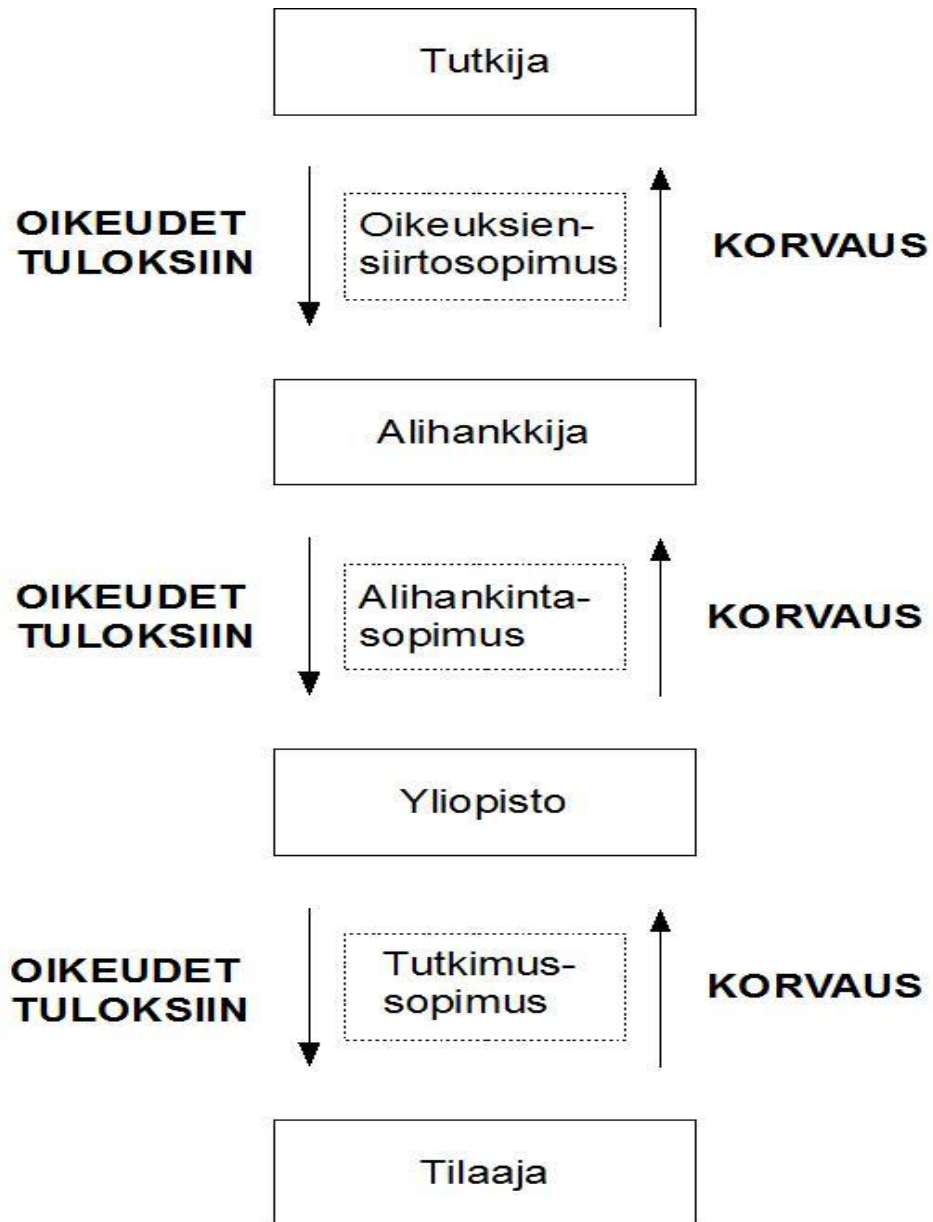 Tutkija
OIKEUDET
TULOKSIIN
Oikeuksien-
siirtosopimus
KORVAUS
Alihankkija
OIKEUDET
TULOKSIIN
Alihankinta-
sopimus
KORVAUS
Yliopisto
OIKEUDET
TULOKSIIN
Tutkimus-
sopimus
KORVAUS
Tilaaja